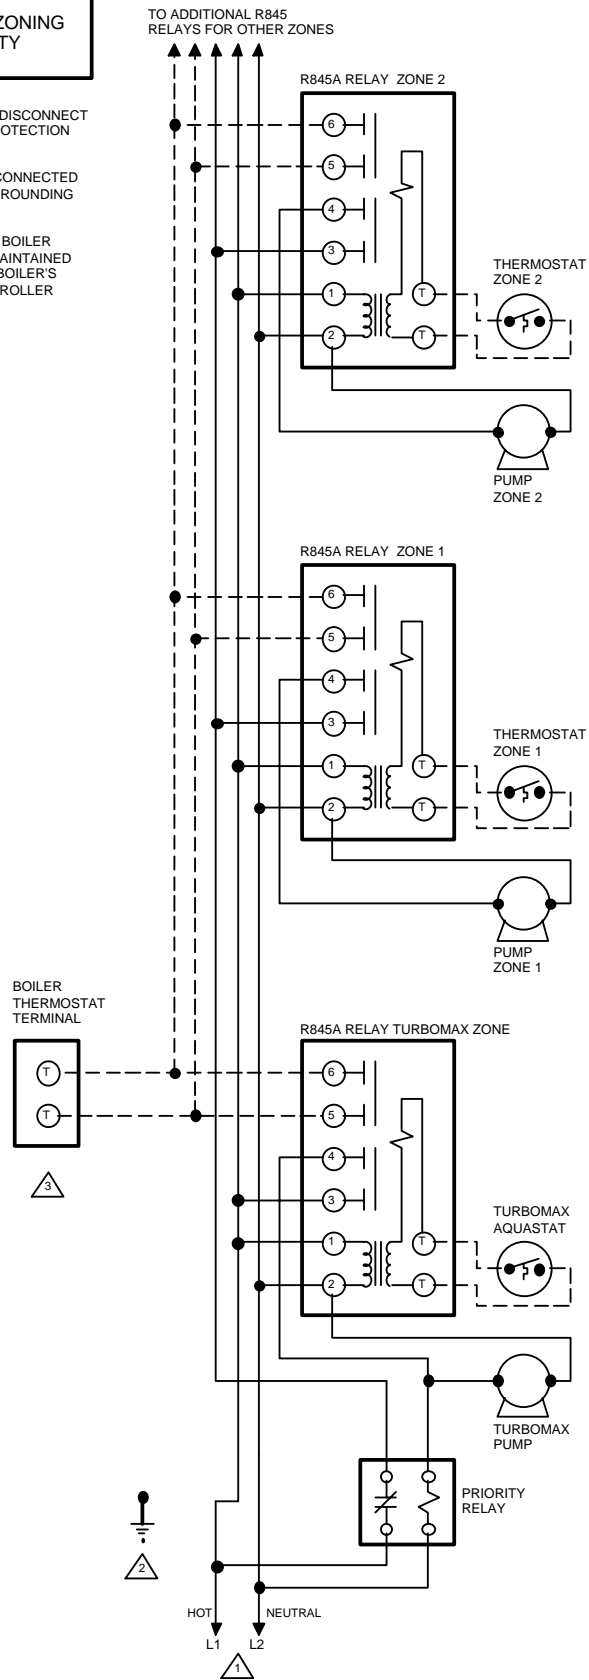 ZONING
TY
TO ADDITIONAL R845
RELAYS FOR OTHER ZONES
DISCONNECT
OTECTION
ONNECTED
ROUNDING
BOILER
AINTAINED
BOILER'S
ROLLER
R845A RELAY ZONE 2
6
5
4
3
1
2
T
T
THERMOSTAT
ZONE 2
PUMP
ZONE 2
R845A RELAY ZONE 1
6
5
4
3
1
2
T
T
THERMOSTAT
ZONE 1
PUMP
ZONE 1
BOILER
THERMOSTAT
TERMINAL
T
T
3
R845A RELAY TURBOMAX ZONE
6
5
4
3
1
2
T
T
TURBOMAX
AQUASTAT
TURBOMAX
PUMP
PRIORITY
RELAY
2
HOT
NEUTRAL
L1
L2
1